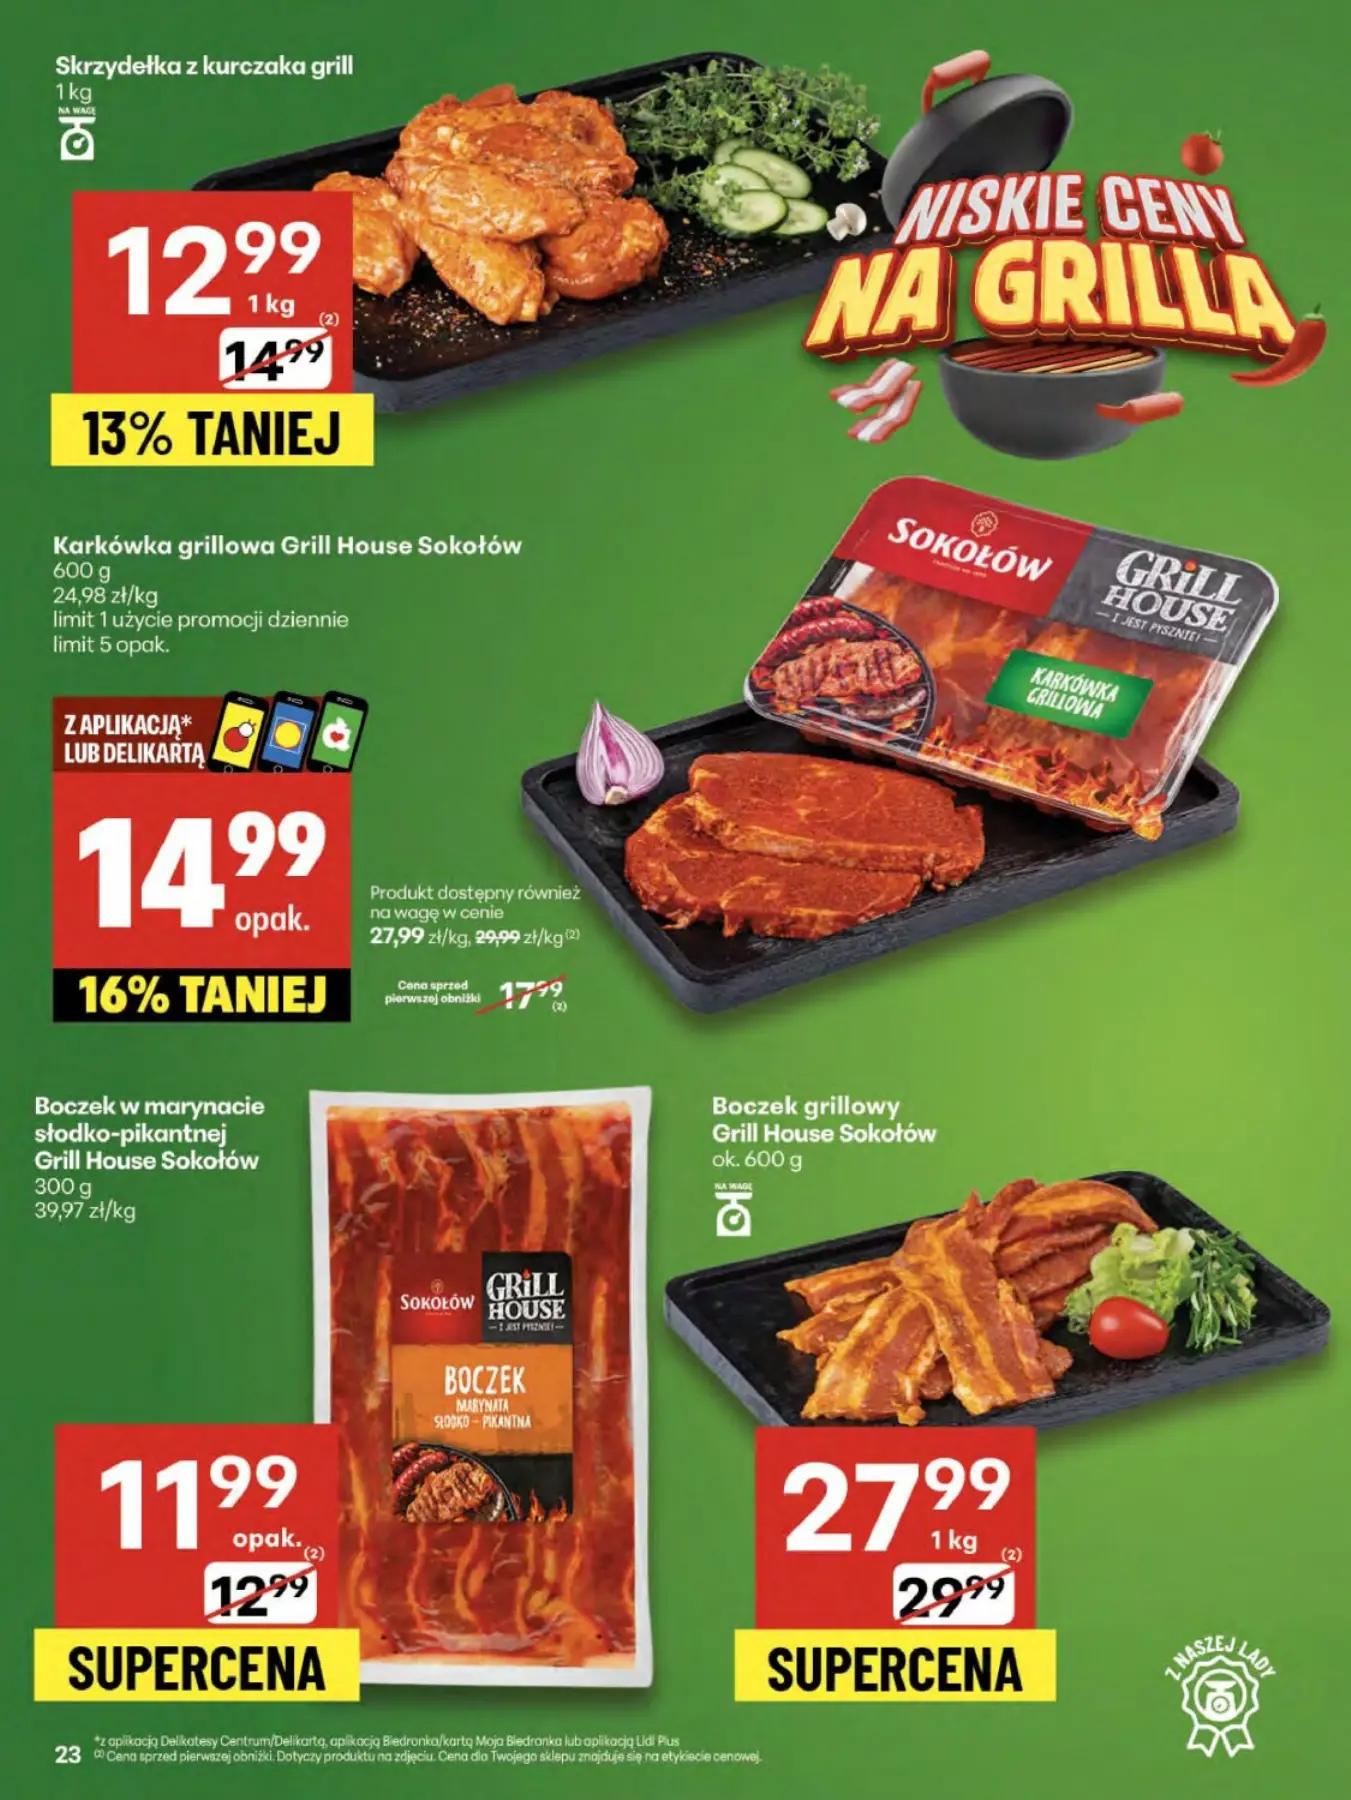 Skrzydełka z kurczaka grill
1 kg
NA WAGĘ
12 99
1 kg
(2)
14 99
13% TANIEJ
NISKIE CENY
NA GRILLA
Karkówka grillowa Grill House Sokołów
600 g
24,98 zł/kg
limit 1 użycie promocji dziennie
limit 5 opak.
Z APLIKACJĄ*
LUB DELIKARTĄ
14 99
opak.
16% TANIEJ
Produkt dostępny również
na wagę w cenie
27,99 zł/kg, 29,99 zł/kg(2)
Cena sprzed
pierwszej obniżki
17 99
(2)
SOKOŁÓW
GRiLL
HOUSE
– I JEST PYSZNIE! –
KARKÓWKA
GRILLOWA
Boczek w marynacie
słodko-pikantnej
Grill House Sokołów
300 g
39,97 zł/kg
SOKOŁÓW
GRiLL
HOUSE
– I JEST PYSZNIE! –
BOCZEK
MARYNATA
SŁODKO – PIKANTNA
11 99
opak.
(2)
12 99
SUPERCENA
Boczek grillowy
Grill House Sokołów
ok. 600 g
NA WAGĘ
27 99
1 kg
(2)
29 99
SUPERCENA
Z NASZEJ LADY
23
*z aplikacją Delikatesy Centrum/Delikartą, aplikacją Biedronka/kartą Moja Biedronka lub aplikacją Lidl Plus
(2) Cena sprzed pierwszej obniżki. Dotyczy produktu na zdjęciu. Cena dla Twojego sklepu znajduje się na etykiecie cenowej.